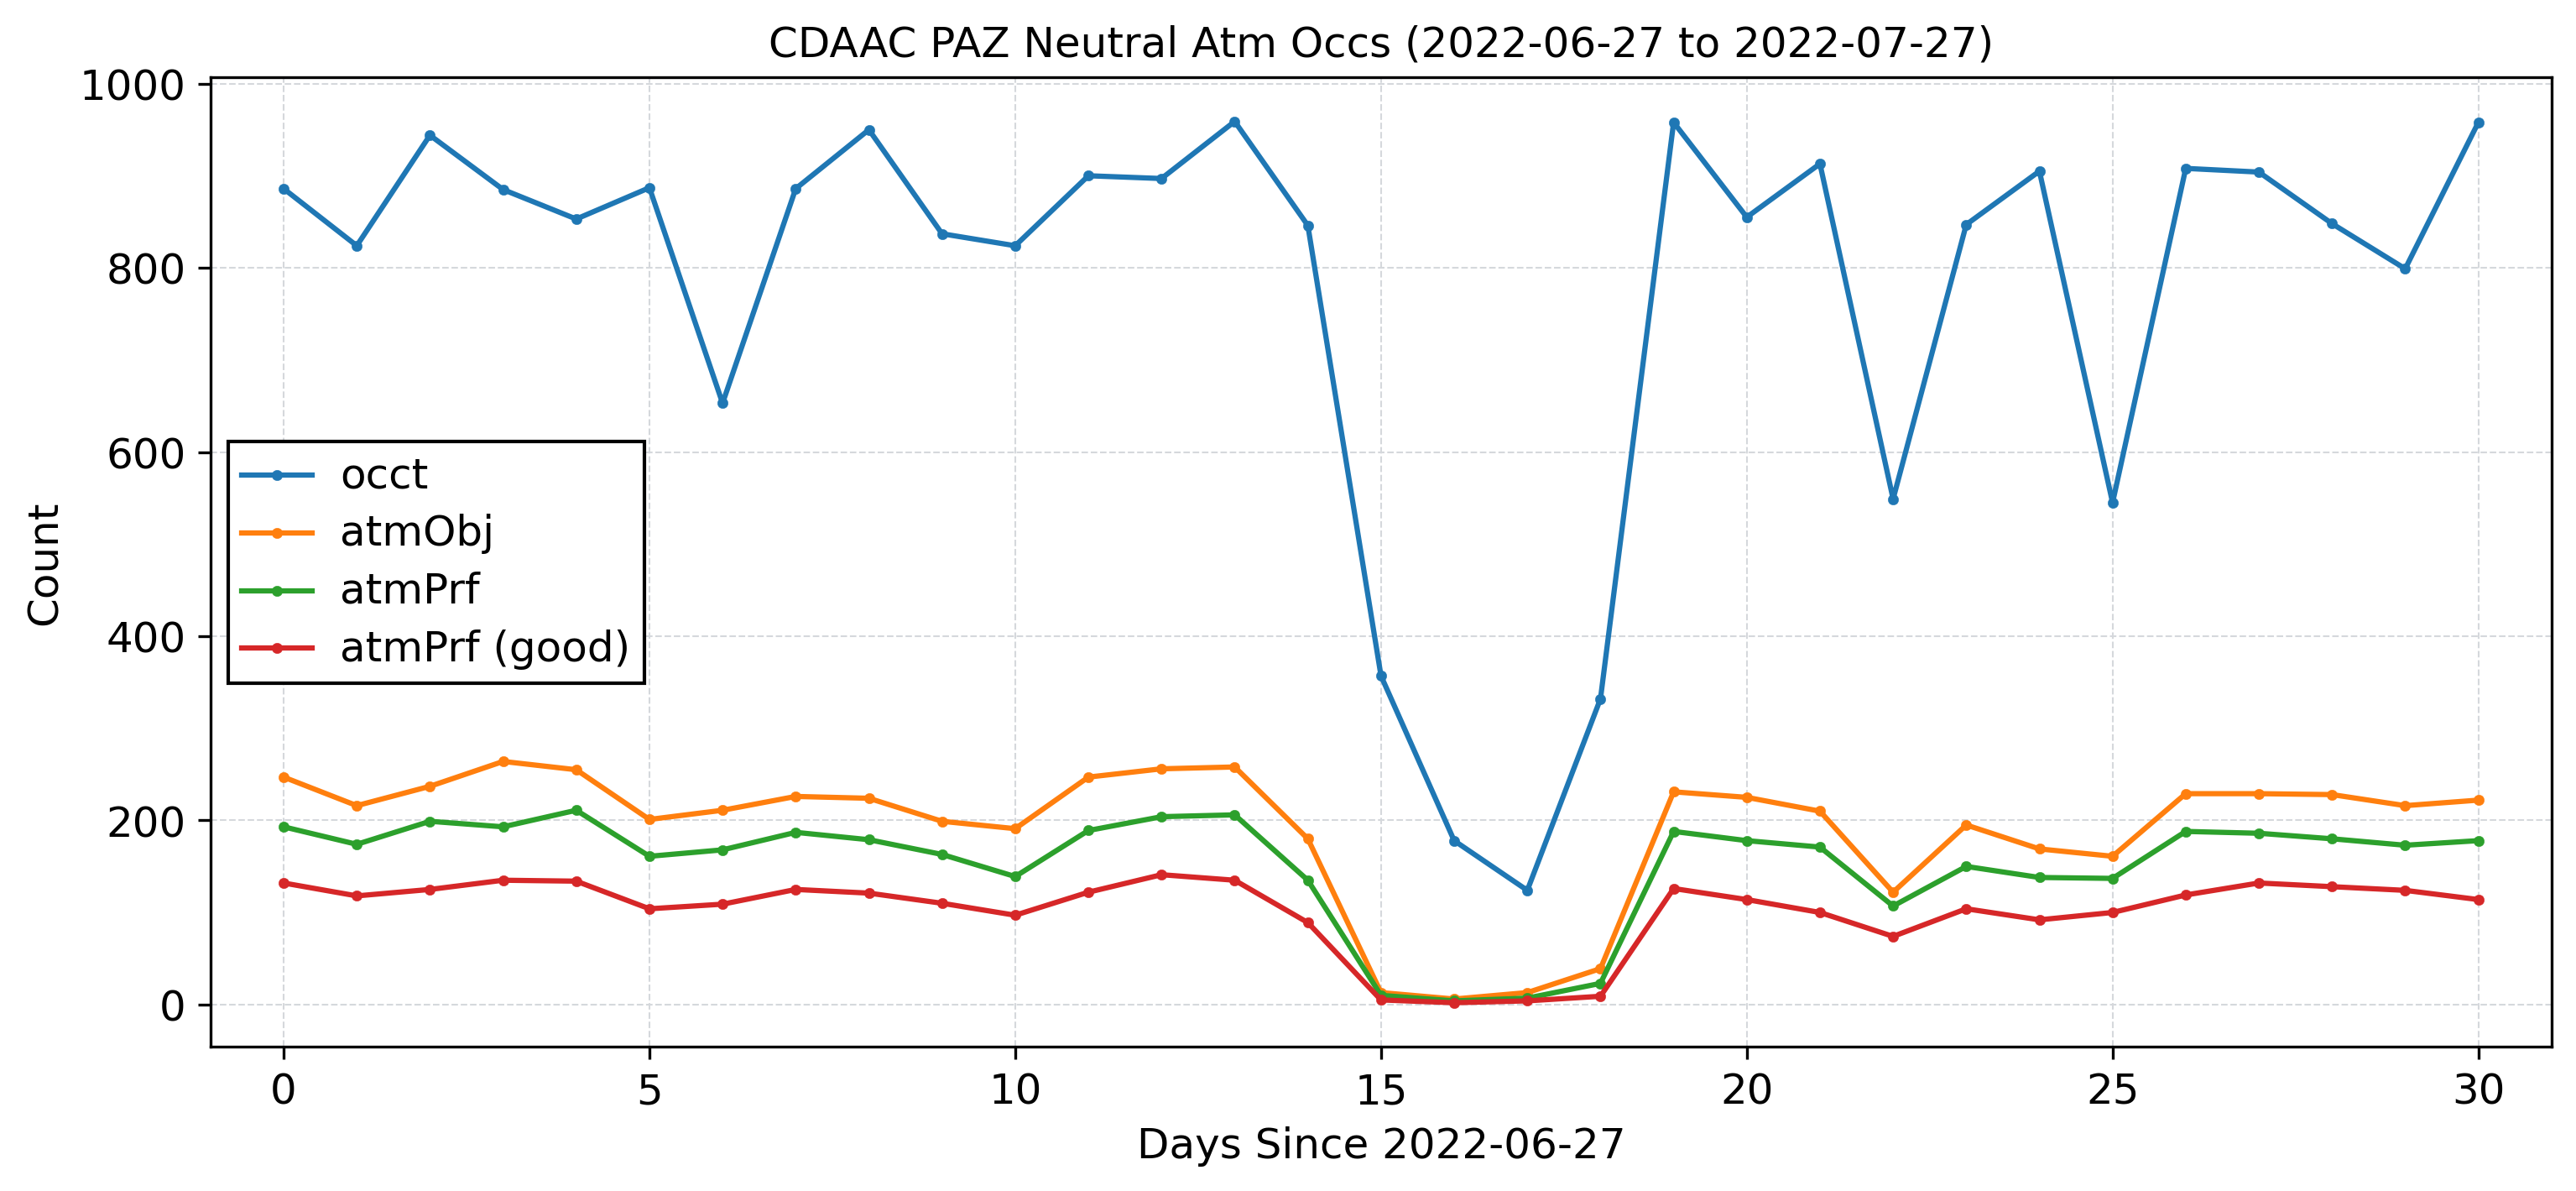 CDAAC PAZ Neutral Atm Occs (2022-06-27 to 2022-07-27)
1000
800
600
400
200
0
Count
occt
atmObj
atmPrf
atmPrf (good)
0 5 10 15 20 25 30
Days Since 2022-06-27